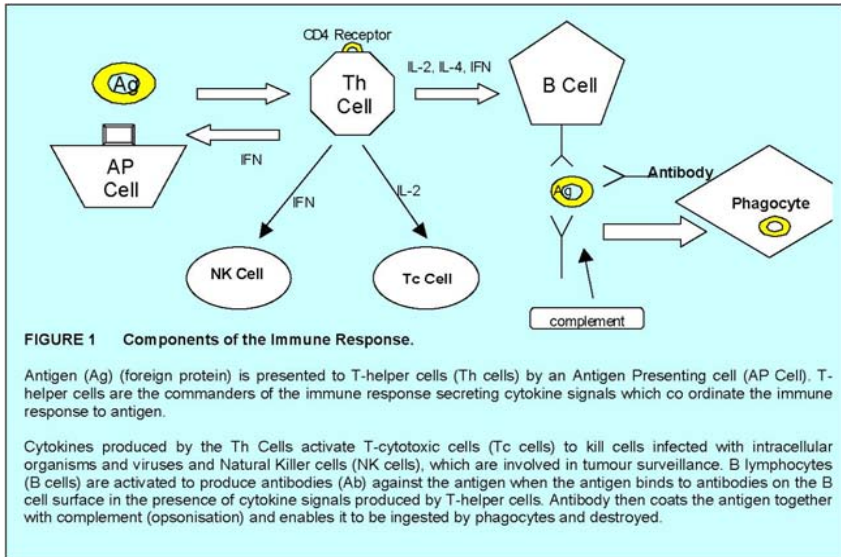 CD4 Receptor
Ag
Th
Cell
IL-2, IL-4, IFN
B Cell
AP
Cell
IFN
IFN
IL-2
Ag
Antibody
Phagocyte
NK Cell
Tc Cell
complement
FIGURE 1 Components of the Immune Response.
Antigen (Ag) (foreign protein) is presented to T-helper cells (Th cells) by an Antigen Presenting cell (AP Cell). T-
helper cells are the commanders of the immune response secreting cytokine signals which co ordinate the immune
response to antigen.
Cytokines produced by the Th Cells activate T-cytotoxic cells (Tc cells) to kill cells infected with intracellular
organisms and viruses and Natural Killer cells (NK cells), which are involved in tumour surveillance. B lymphocytes
(B cells) are activated to produce antibodies (Ab) against the antigen when the antigen binds to antibodies on the B
cell surface in the presence of cytokine signals produced by T-helper cells. Antibody then coats the antigen together
with complement (opsonisation) and enables it to be ingested by phagocytes and destroyed.